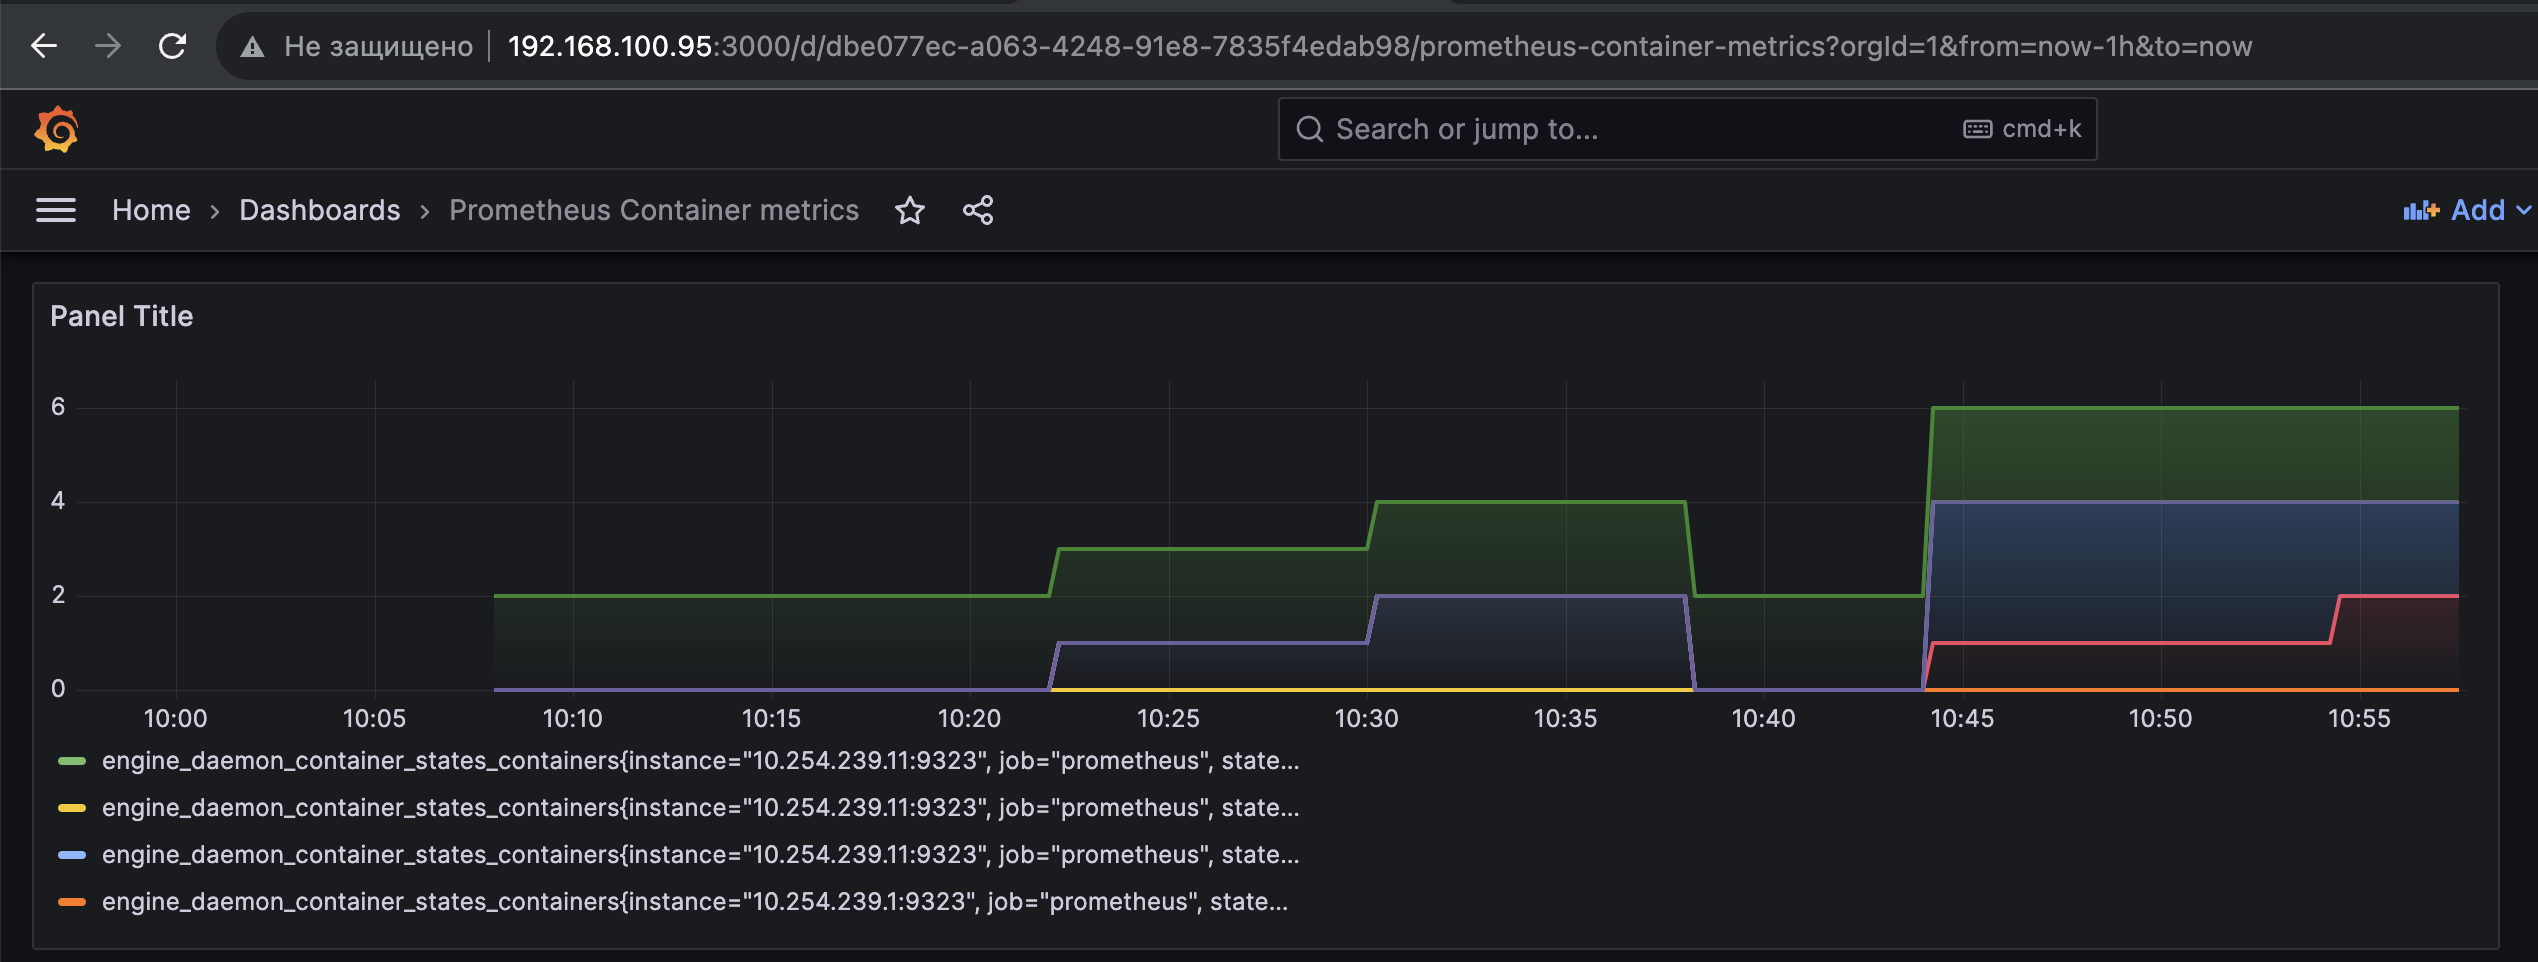 Не защищено 192.168.100.95:3000/d/dbe077ec-a063-4248-91e8-7835f4edab98/prometheus-container-metrics?orgId=1&from=now-1h&to=now
Search or jump to... cmd+k
Home › Dashboards › Prometheus Container metrics Add
Panel Title
6
4
2
0
10:00 10:05 10:10 10:15 10:20 10:25 10:30 10:35 10:40 10:45 10:50 10:55
engine_daemon_container_states_containers{instance="10.254.239.11:9323", job="prometheus", state...
engine_daemon_container_states_containers{instance="10.254.239.11:9323", job="prometheus", state...
engine_daemon_container_states_containers{instance="10.254.239.11:9323", job="prometheus", state...
engine_daemon_container_states_containers{instance="10.254.239.1:9323", job="prometheus", state...